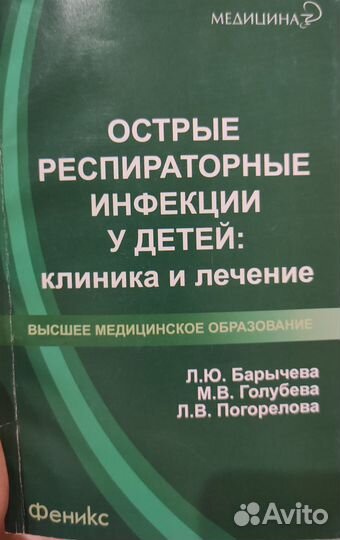 МЕДИЦИНА
ОСТРЫЕ
РЕСПИРАТОРНЫЕ
ИНФЕКЦИИ
У ДЕТЕЙ:
клиника и лечение
ВЫСШЕЕ МЕДИЦИНСКОЕ ОБРАЗОВАНИЕ
Л.Ю. Барычева
М.В. Голубева
Л.В. Погорелова
Феникс
Avito